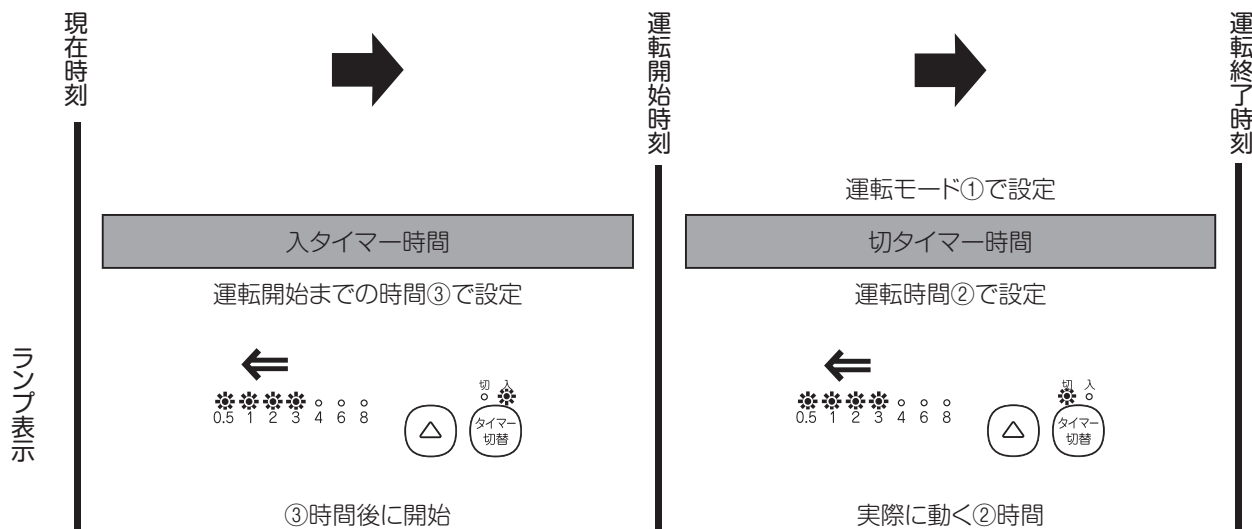 現在時刻
運転開始時刻
運転終了時刻
運転モード①で設定
入タイマー時間
切タイマー時間
運転開始までの時間③で設定
運転時間②で設定
ランプ表示
切 入
0.5 1 2 3 4 6 8
タイマー
切替
切 入
0.5 1 2 3 4 6 8
タイマー
切替
③時間後に開始
実際に動く②時間